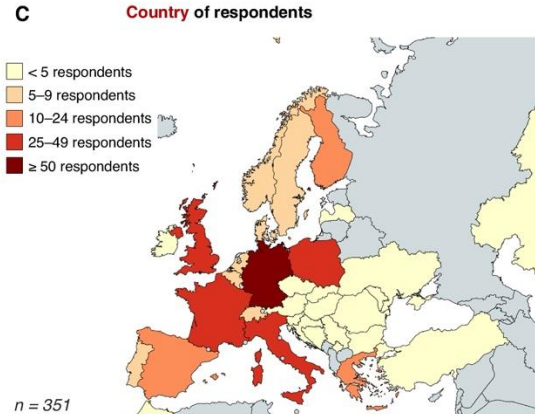 C
Country of respondents
< 5 respondents
5–9 respondents
10–24 respondents
25–49 respondents
≥ 50 respondents
n = 351